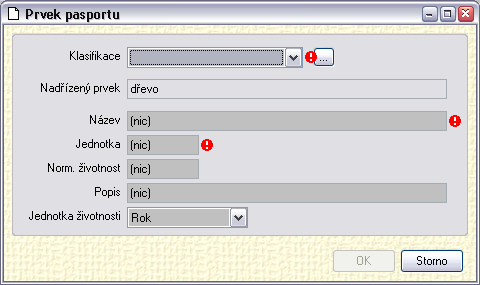 Prvek pasportu
Klasifikace ...
Nadřízený prvek dřevo
Název (nic)
Jednotka (nic)
Norm. životnost (nic)
Popis (nic)
Jednotka životnosti Rok
OK Storno